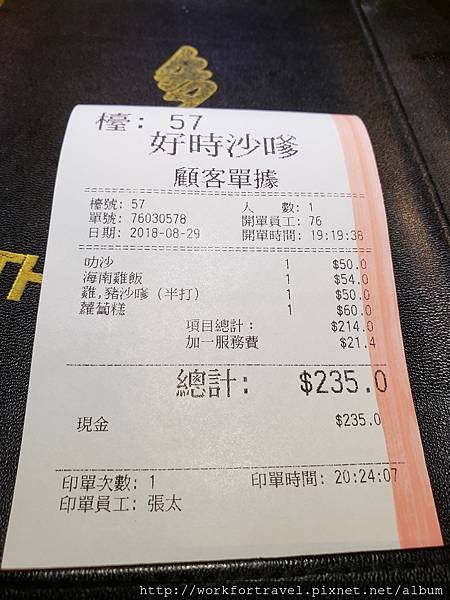 檯: 57
好時沙嗲
顧客單據
檯號: 57 人 數: 1
單號: 76030578 開單員工: 76
日期: 2018-08-29 開單時間: 19:19:38
叻沙 1 $50.0
海南雞飯 1 $54.0
雞,豬沙嗲 (半打) 1 $50.0
蘿蔔糕 1 $60.0
項目總計: $214.0
加一服務費 $21.4
總計: $235.0
現金 $235.0
印單次數: 1 印單時間: 20:24:07
印單員工: 張太
TH
http://workfortravel.pixnet.net/album